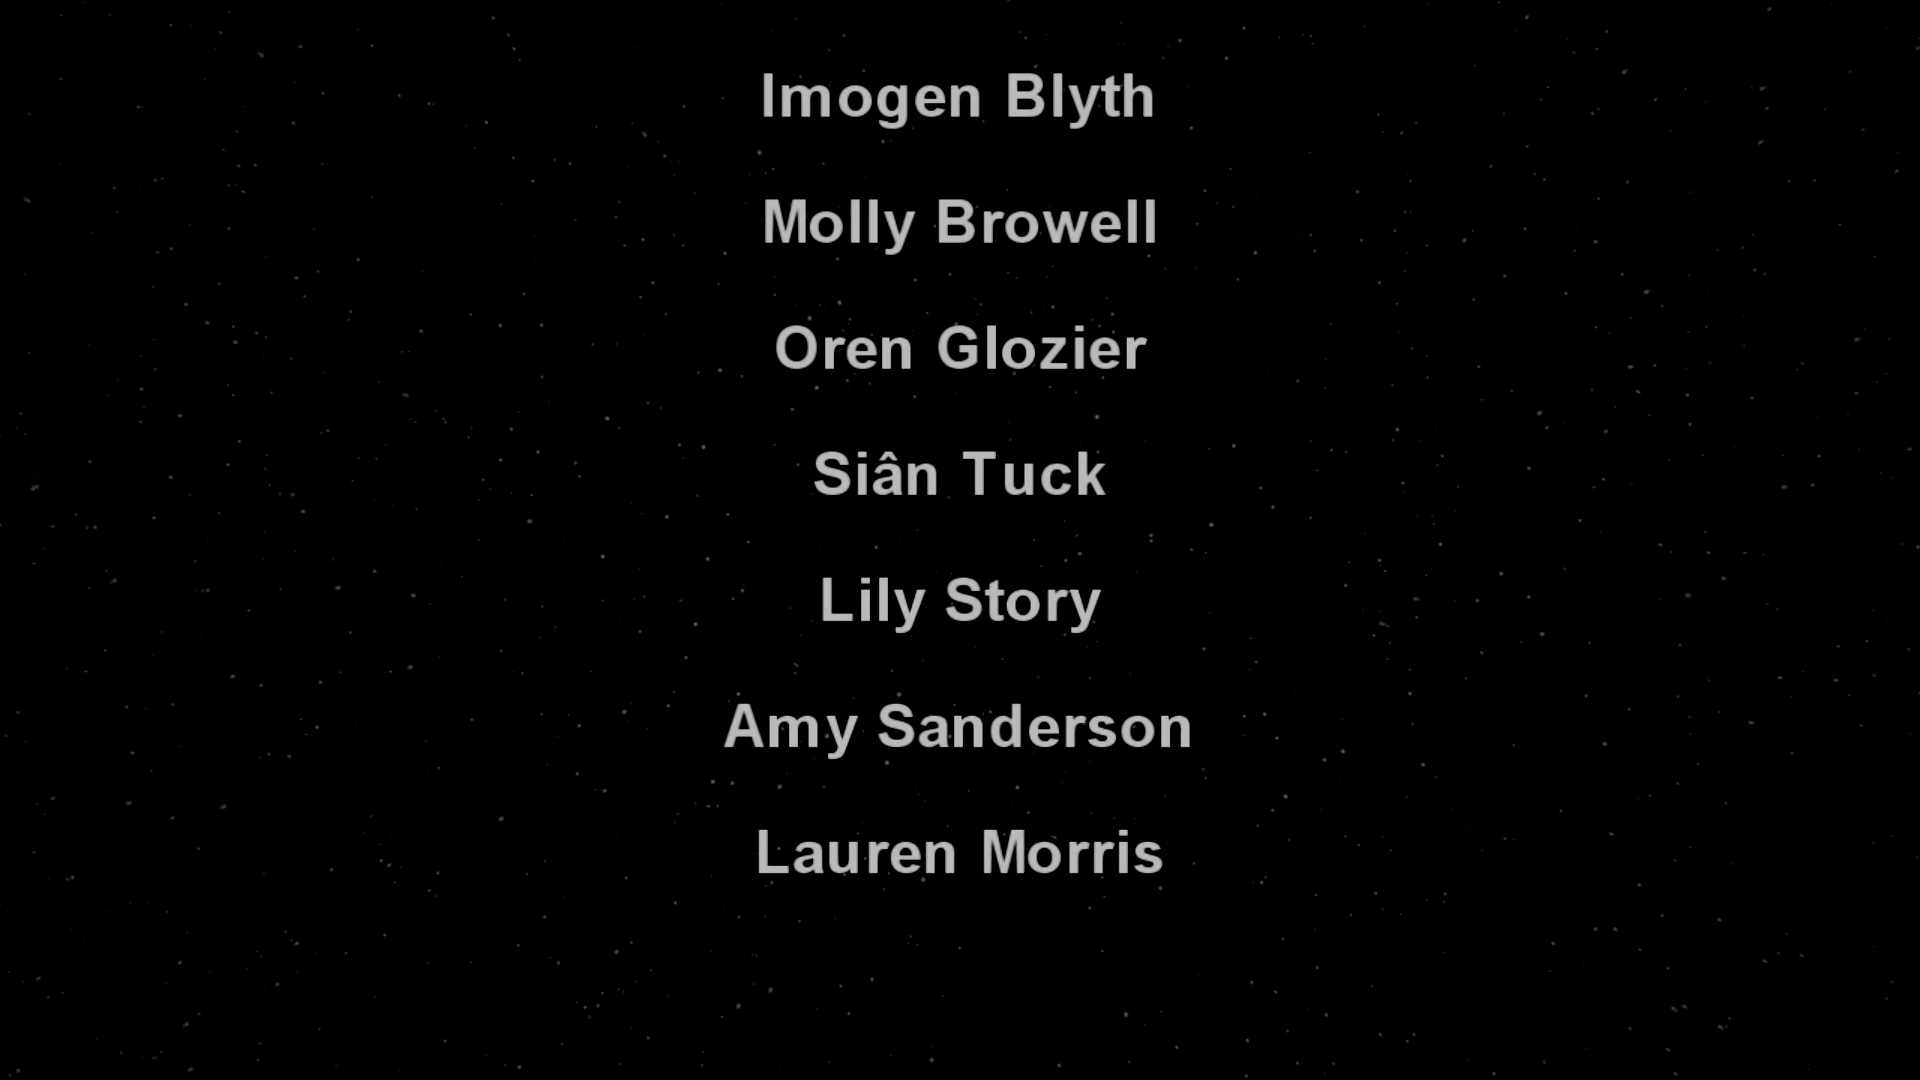 Imogen Blyth
Molly Browell
Oren Glozier
Siân Tuck
Lily Story
Amy Sanderson
Lauren Morris